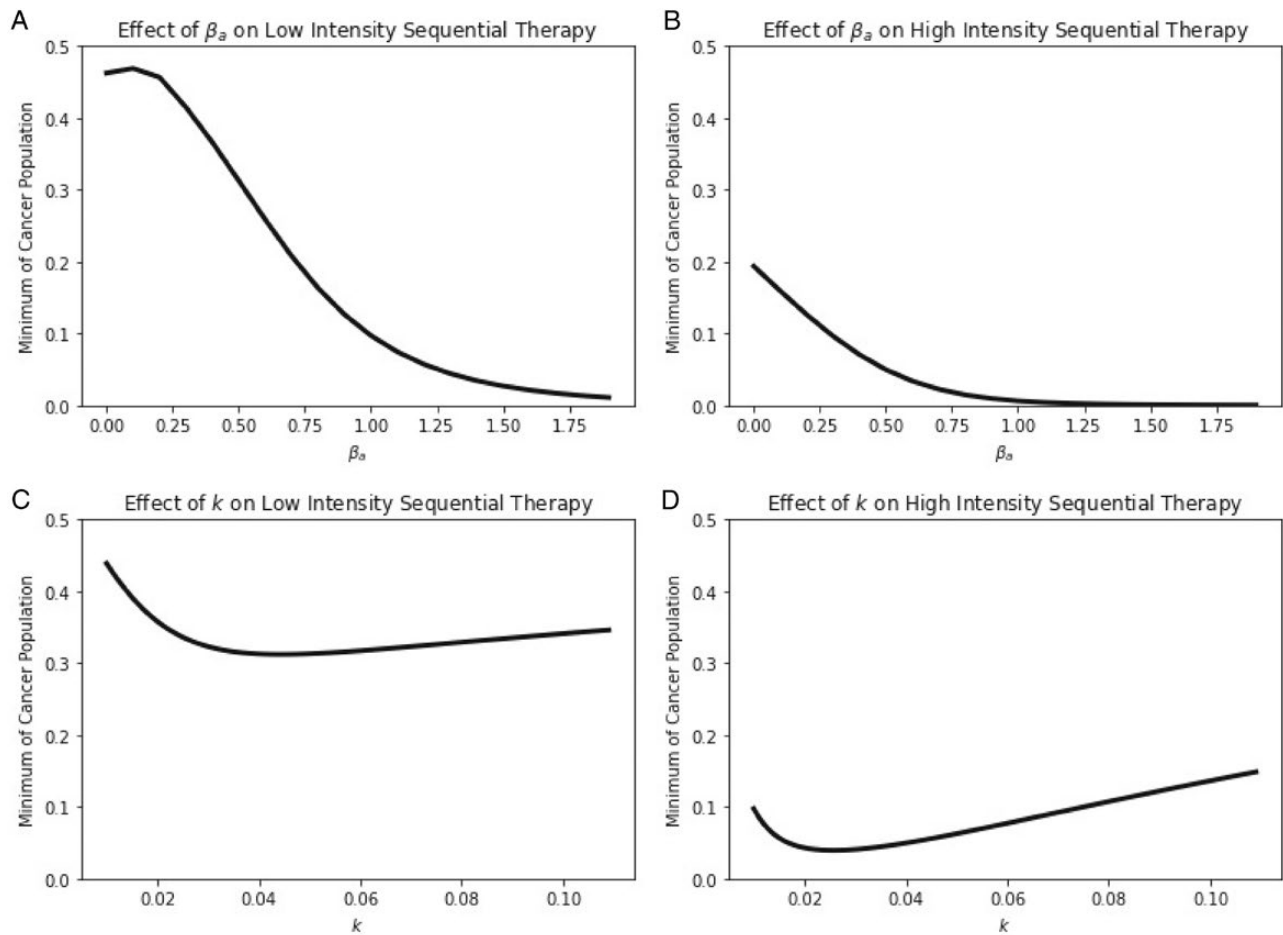 A
Effect of βₐ on Low Intensity Sequential Therapy
Minimum of Cancer Population
0.5
0.4
0.3
0.2
0.1
0.0
0.00 0.25 0.50 0.75 1.00 1.25 1.50 1.75
βₐ
B
Effect of βₐ on High Intensity Sequential Therapy
Minimum of Cancer Population
0.5
0.4
0.3
0.2
0.1
0.0
0.00 0.25 0.50 0.75 1.00 1.25 1.50 1.75
βₐ
C
Effect of k on Low Intensity Sequential Therapy
Minimum of Cancer Population
0.5
0.4
0.3
0.2
0.1
0.0
0.02 0.04 0.06 0.08 0.10
k
D
Effect of k on High Intensity Sequential Therapy
Minimum of Cancer Population
0.5
0.4
0.3
0.2
0.1
0.0
0.02 0.04 0.06 0.08 0.10
k